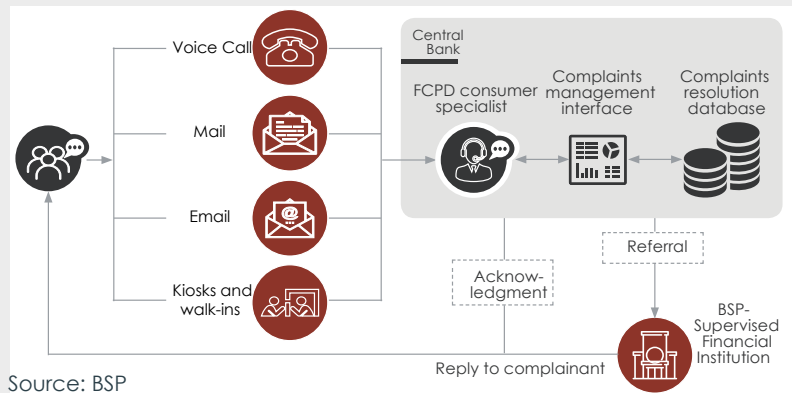 Voice Call
Mail
Email
Kiosks and
walk-ins
Central
Bank
FCPD consumer
specialist
Complaints
management
interface
Complaints
resolution
database
@
Acknow-
ledgment
Referral
BSP-
Supervised
Financial
Institution
Reply to complainant
Source: BSP